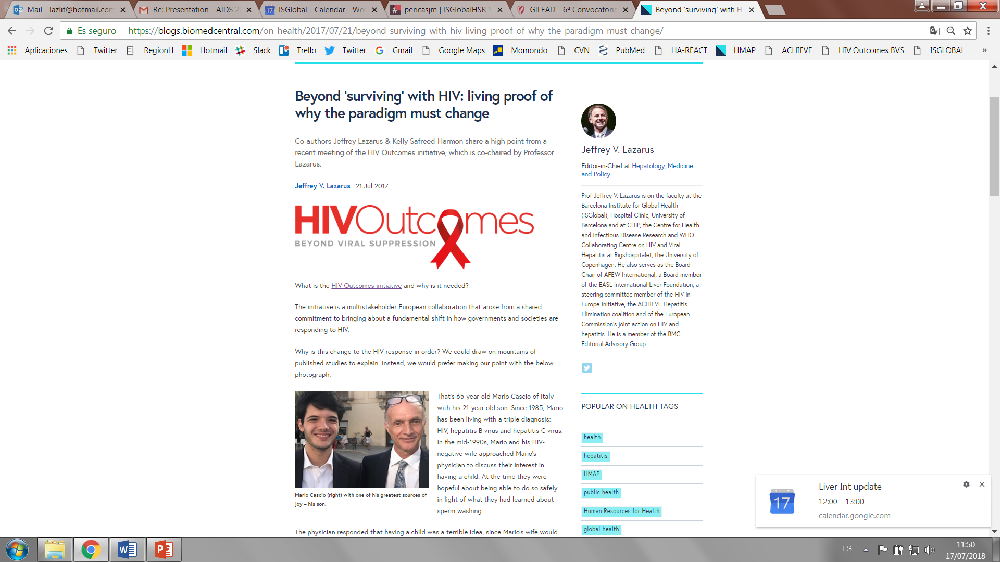 Mail - lazlit@hotmail.com
Re: Presentation - AIDS 2
ISGlobal - Calendar - We
pericasjm | ISGlobalHSR S
GILEAD - 6ª Convocatoria
Beyond ‘surviving’ with H
Es seguro
https://blogs.biomedcentral.com/on-health/2017/07/21/beyond-surviving-with-hiv-living-proof-of-why-the-paradigm-must-change/
Aplicaciones
Twitter
RegionH
Hotmail
Slack
Trello
Twitter
Gmail
Google Maps
Momondo
CVN
PubMed
HA-REACT
HMAP
ACHIEVE
HIV Outcomes BVS
ISGLOBAL
»
Beyond ‘surviving’ with HIV: living proof of
why the paradigm must change
Co-authors Jeffrey Lazarus & Kelly Safreed-Harmon share a high point from a
recent meeting of the HIV Outcomes initiative, which is co-chaired by Professor
Lazarus.
Jeffrey V. Lazarus 21 Jul 2017
HIVOutcomes
BEYOND VIRAL SUPPRESSION
What is the HIV Outcomes initiative and why is it needed?
The initiative is a multistakeholder European collaboration that arose from a shared
commitment to bringing about a fundamental shift in how governments and societies are
responding to HIV.
Why is this change to the HIV response in order? We could draw on mountains of
published studies to explain. Instead, we would prefer making our point with the below
photograph.
That’s 65-year-old Mario Cascio of Italy
with his 21-year-old son. Since 1985, Mario
has been living with a triple diagnosis:
HIV, hepatitis B virus and hepatitis C virus.
In the mid-1990s, Mario and his HIV-
negative wife approached Mario’s
physician to discuss their interest in
having a child. At the time they were
hopeful about being able to do so safely
in light of what they had learned about
sperm washing.
Mario Cascio (right) with one of his greatest sources of
joy – his son.
The physician responded that having a child was a terrible idea, since Mario’s wife would
Jeffrey V. Lazarus
Editor-in-Chief at Hepatology, Medicine
and Policy
Prof Jeffrey V. Lazarus is on the faculty at the
Barcelona Institute for Global Health
(ISGlobal), Hospital Clínic, University of
Barcelona and at CHIP, the Centre for Health
and Infectious Disease Research and WHO
Collaborating Centre on HIV and Viral
Hepatitis at Rigshospitalet, the University of
Copenhagen. He also serves as the Board
Chair of AFEW International, a Board member
of the EASL International Liver Foundation, a
steering committee member of the HIV in
Europe Initiative, the ACHIEVE Hepatitis
Elimination coalition and of the European
Commission’s joint action on HIV and
hepatitis. He is a member of the BMC
Editorial Advisory Group.
POPULAR ON HEALTH TAGS
health
hepatitis
HMAP
public health
Human Resources for Health
global health
17
Liver Int update
12:00 – 13:00
calendar.google.com
ES
11:50
17/07/2018